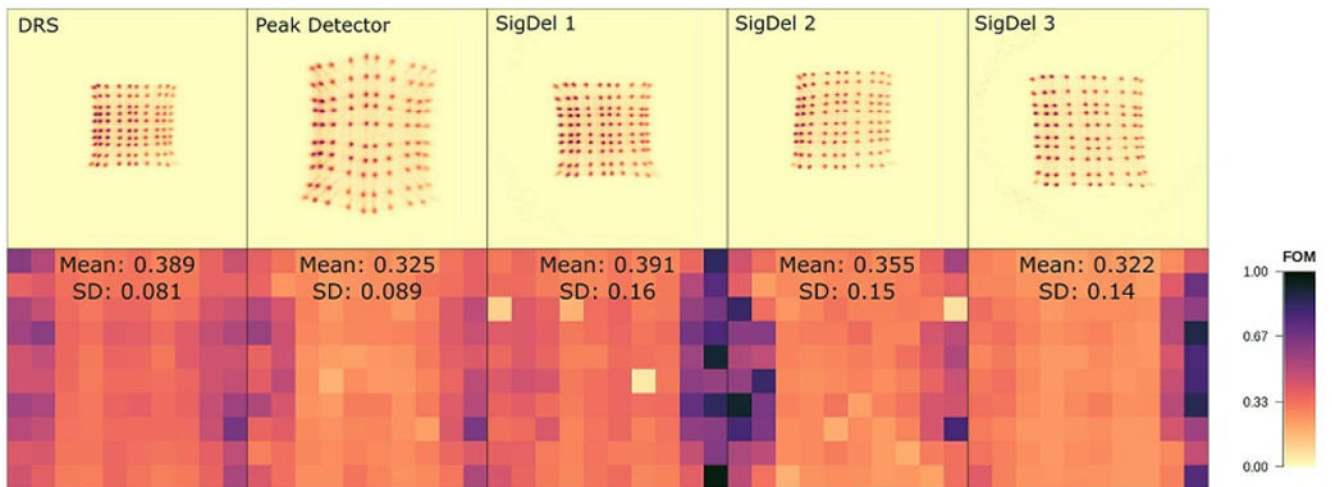 DRS
Peak Detector
SigDel 1
SigDel 2
SigDel 3
Mean: 0.389
SD: 0.081
Mean: 0.325
SD: 0.089
Mean: 0.391
SD: 0.16
Mean: 0.355
SD: 0.15
Mean: 0.322
SD: 0.14
FOM
1.00
0.67
0.33
0.00